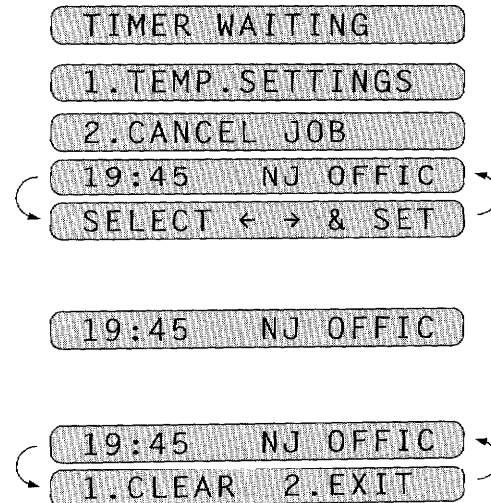 TIMER WAITING
1.TEMP.SETTINGS
2.CANCEL JOB
19:45 NJ OFFIC
SELECT ← → & SET
19:45 NJ OFFIC
19:45 NJ OFFIC
1.CLEAR 2.EXIT